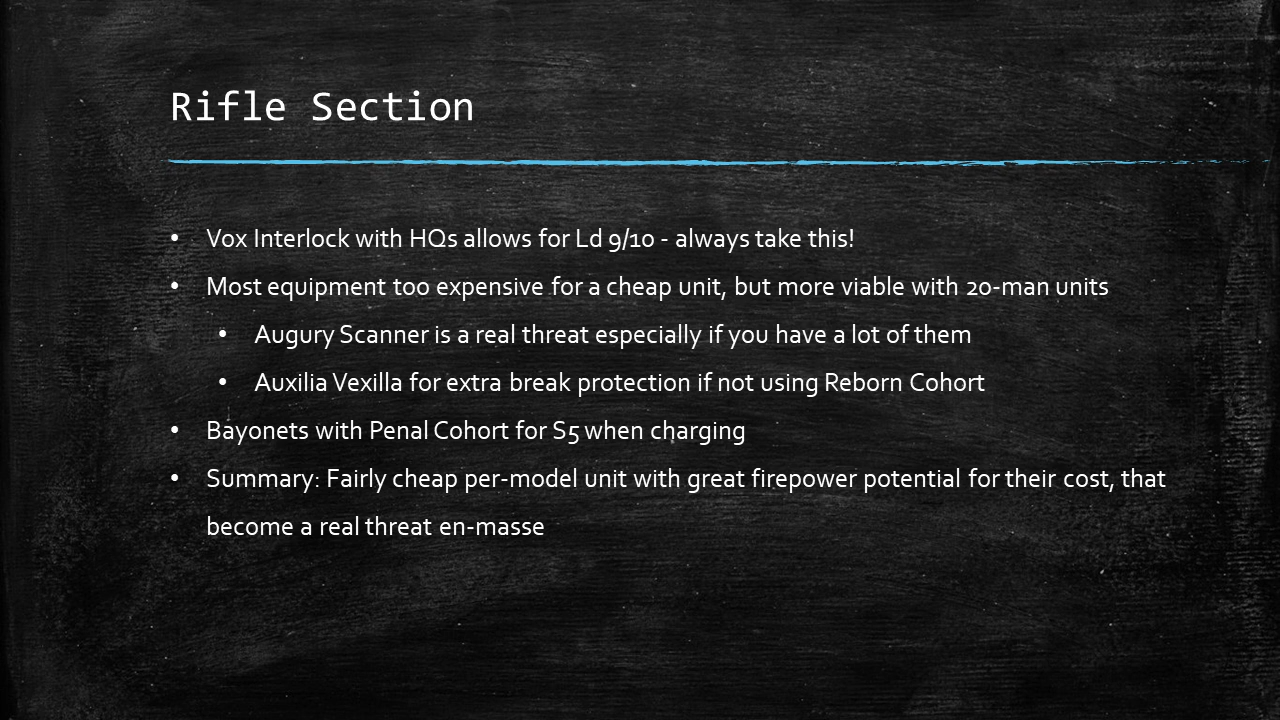 Rifle Section
• Vox Interlock with HQs allows for Ld 9/10 - always take this!
• Most equipment too expensive for a cheap unit, but more viable with 20-man units
• Augury Scanner is a real threat especially if you have a lot of them
• Auxilia Vexilla for extra break protection if not using Reborn Cohort
• Bayonets with Penal Cohort for S5 when charging
• Summary: Fairly cheap per-model unit with great firepower potential for their cost, that
become a real threat en-masse